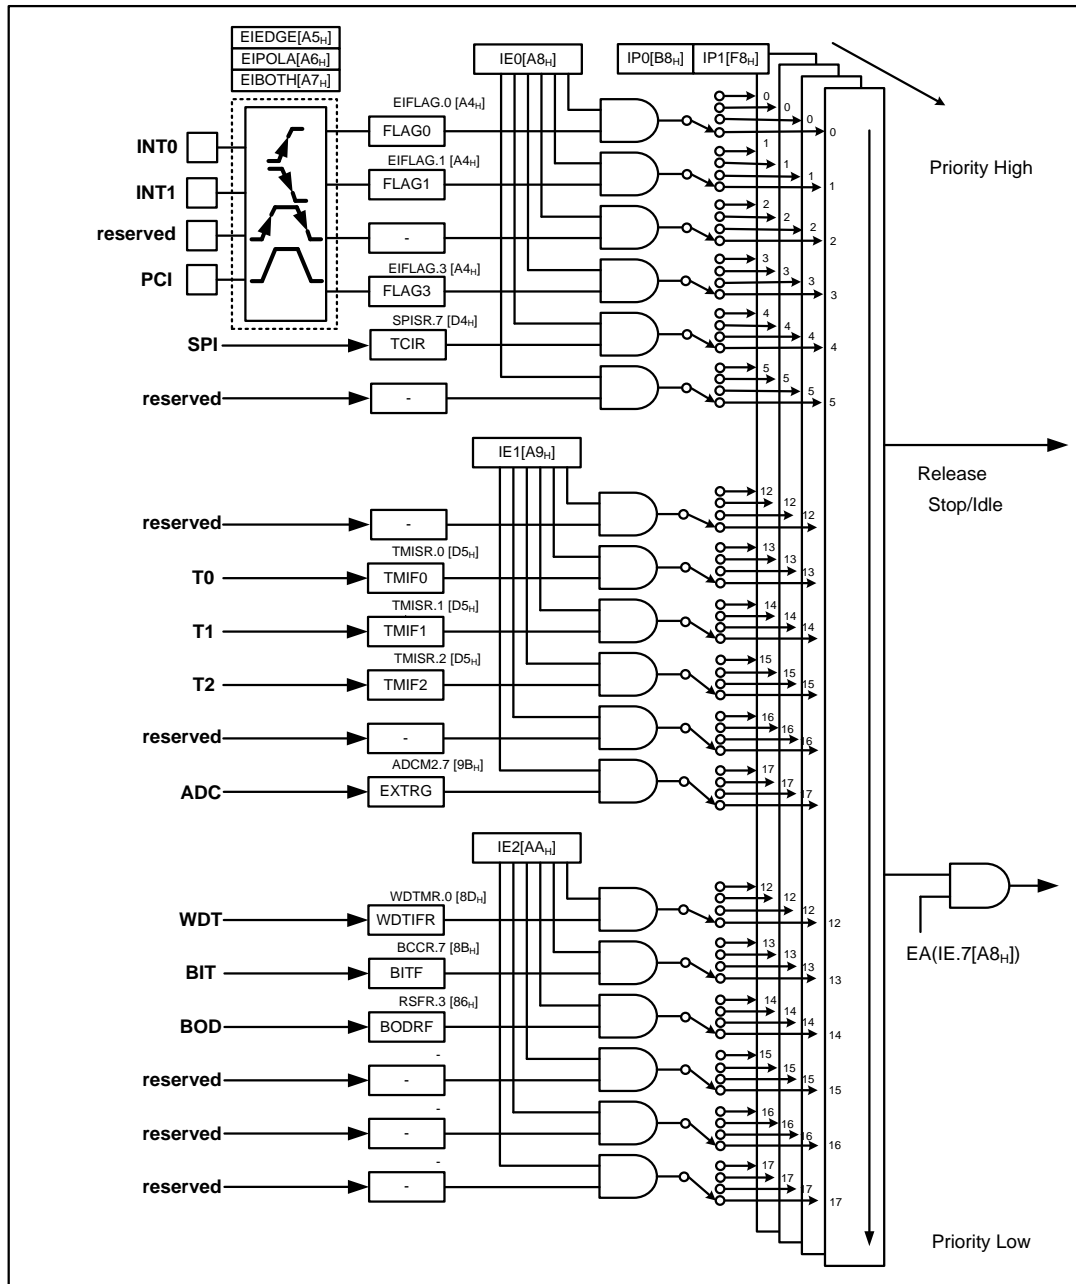 EIEDGE[A5H]
EIPOLA[A6H]
EIBOTH[A7H]
IE0[A8H]
IP0[B8H] IP1[F8H]
Priority High
INT0
INT1
reserved
PCI
EIFLAG.0 [A4H]
FLAG0
0 0 0 0
EIFLAG.1 [A4H]
FLAG1
1 1 1 1
-
2 2 2 2
EIFLAG.3 [A4H]
FLAG3
3 3 3 3
SPISR.7 [D4H]
SPI TCIR
4 4 4 4
reserved -
5 5 5 5
Release
Stop/Idle
IE1[A9H]
reserved -
12 12 12 12
TMISR.0 [D5H]
T0 TMIF0
13 13 13 13
TMISR.1 [D5H]
T1 TMIF1
14 14 14
TMISR.2 [D5H]
T2 TMIF2
15 15 15
reserved -
16 16 16
ADCM2.7 [9BH]
ADC EXTRG
17 17 17
IE2[AAH]
WDTMR.0 [8DH]
WDT WDTIFR
12 12 12 12
BCCR.7 [8BH]
BIT BITF
13 13 13 13
EA(IE.7[A8H])
RSFR.3 [86H]
BOD BODRF
14 14 14 14
-
reserved -
15 15 15 15
-
reserved -
16 16 16 16
-
reserved -
17 17 17 17
Priority Low